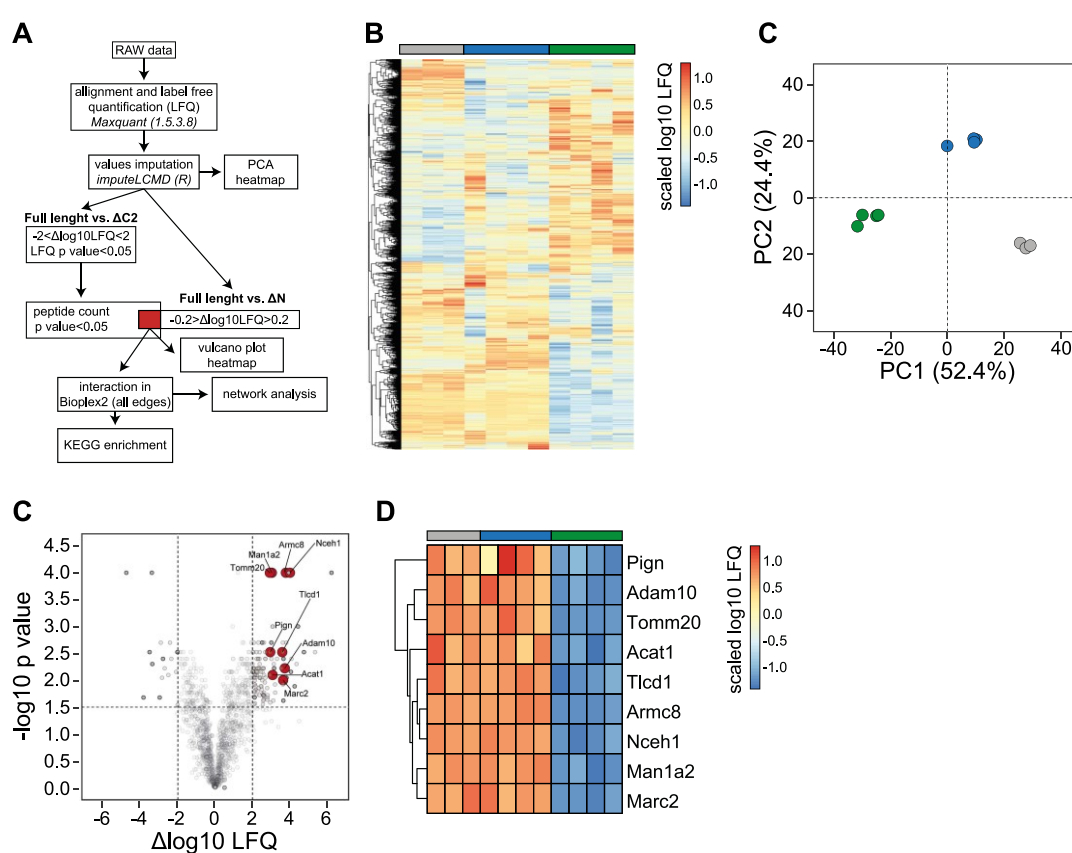 A
RAW data
allignment and label free
quantification (LFQ)
Maxquant (1.5.3.8)
values imputation
imputeLCMD (R)
PCA
heatmap
Full lenght vs. ΔC2
-2<Δlog10LFQ<2
LFQ p value<0.05
Full lenght vs. ΔN
peptide count
p value<0.05
-0.2>Δlog10LFQ>0.2
vulcano plot
heatmap
interaction in
Bioplex2 (all edges)
network analysis
KEGG enrichment
B
scaled log10 LFQ
1.0
0.5
0.0
-0.5
-1.0
C
PC2 (24.4%)
40
20
0
20
40
-40
-20
0
20
40
PC1 (52.4%)
C
-log10 p value
4.5
4.0
3.5
3.0
2.5
2.0
1.5
1.0
0.5
0.0
Armc8
Nceh1
Man1a2
Tomm20
Tlcd1
Pign
Adam10
Acat1
Marc2
-6
-4
-2
0
2
4
6
Δlog10 LFQ
D
Pign
Adam10
Tomm20
Acat1
Tlcd1
Armc8
Nceh1
Man1a2
Marc2
scaled log10 LFQ
1.0
0.5
0.0
-0.5
-1.0